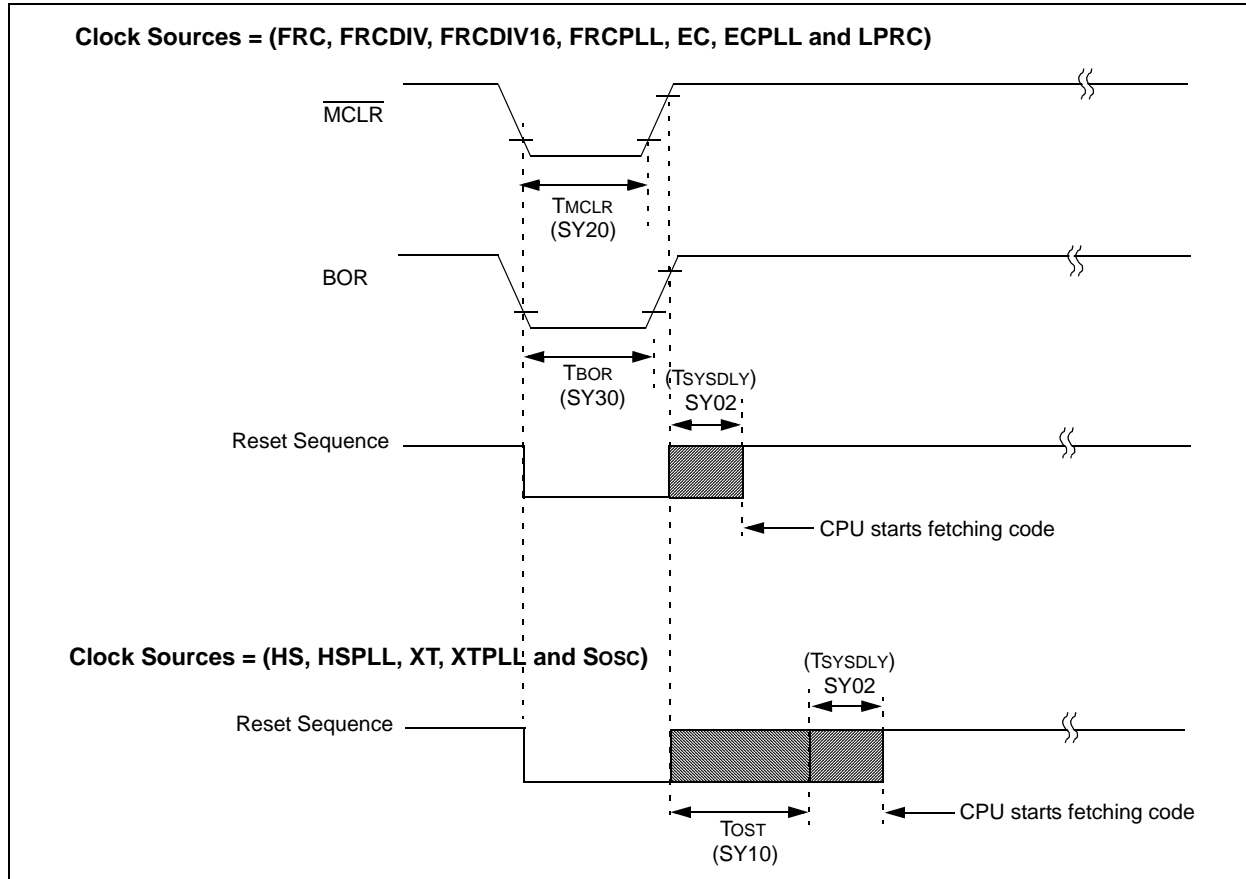 Clock Sources = (FRC, FRCDIV, FRCDIV16, FRCPLL, EC, ECPLL and LPRC)
MCLR
TMCLR
(SY20)
BOR
TBOR
(SY30)
(TSYSDLY)
SY02
Reset Sequence
CPU starts fetching code
Clock Sources = (HS, HSPLL, XT, XTPLL and SOSC)
(TSYSDLY)
SY02
Reset Sequence
CPU starts fetching code
TOST
(SY10)